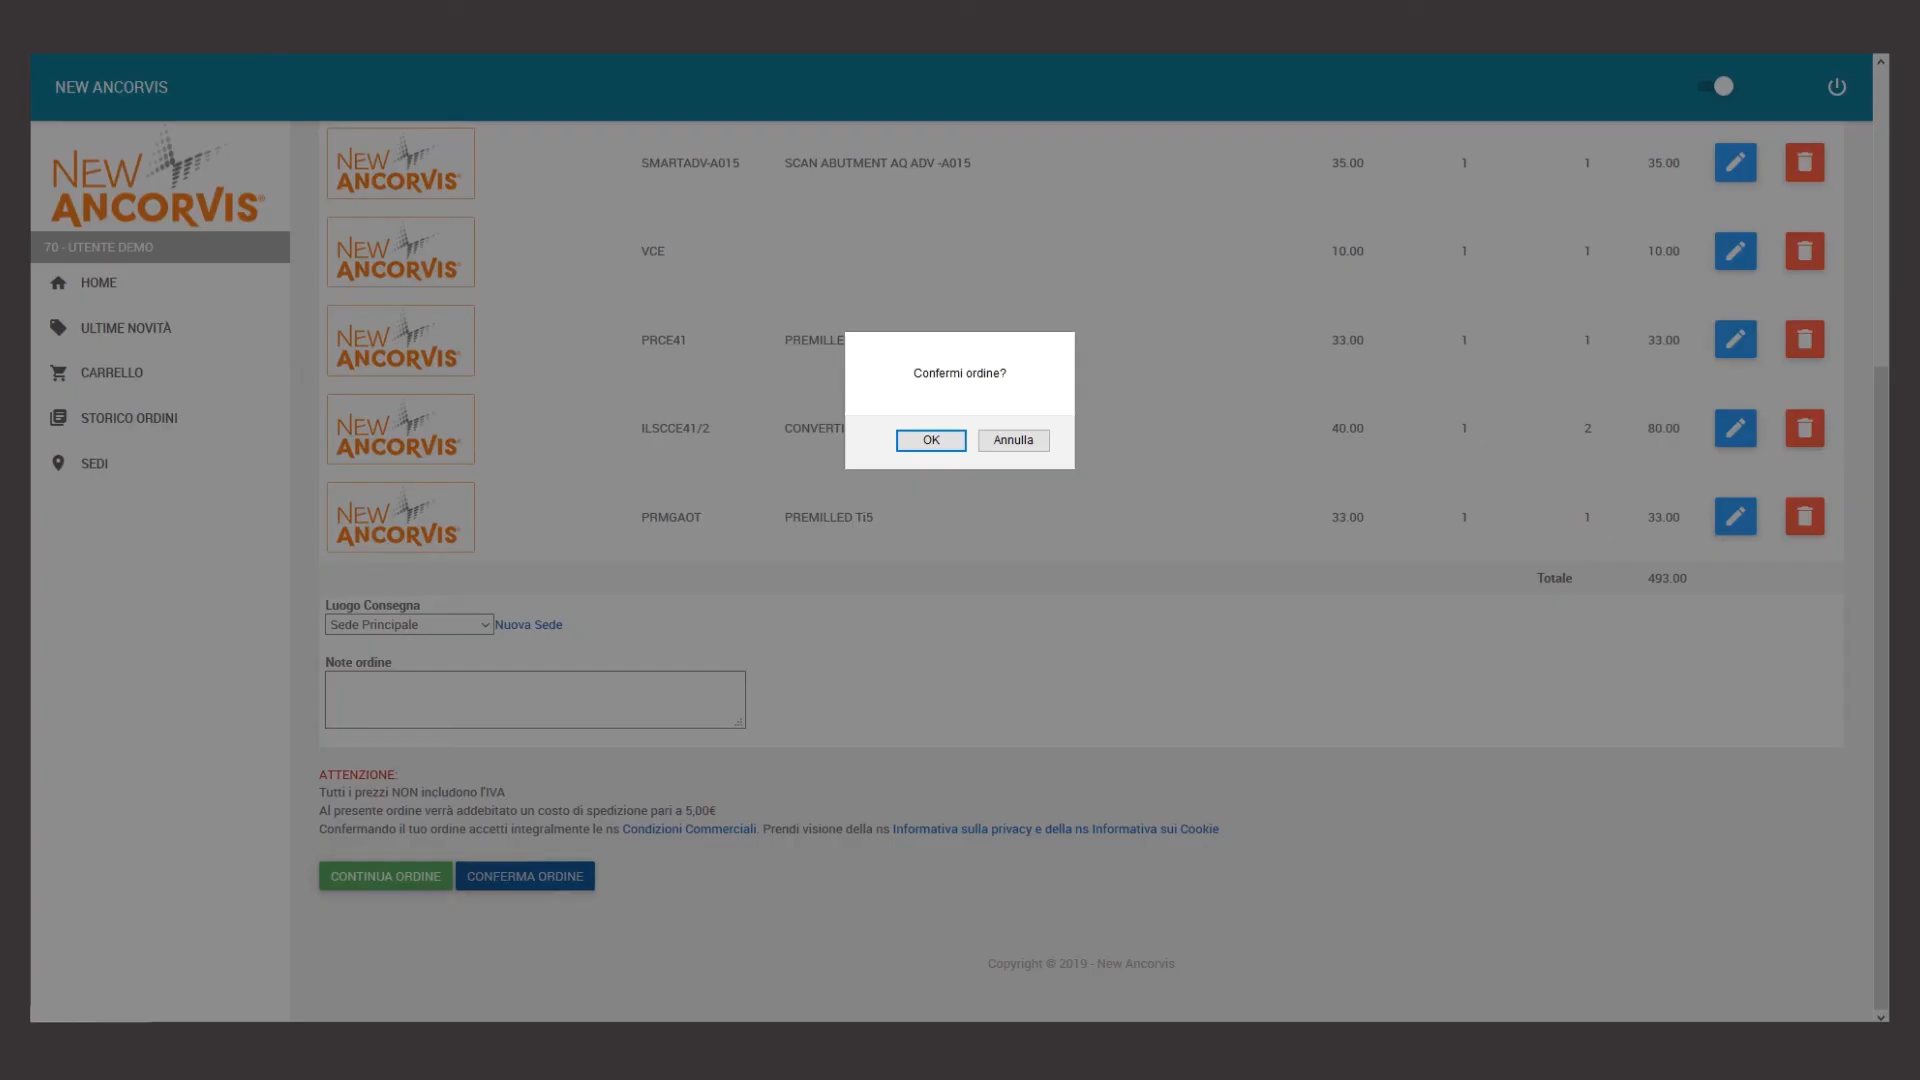 NEW ANCORVIS
NEW
ANCORVIS®
70 - UTENTE DEMO
HOME
ULTIME NOVITÀ
CARRELLO
STORICO ORDINI
SEDI
NEW
ANCORVIS
SMARTADV-A015 SCAN ABUTMENT AQ ADV -A015 35.00 1 1 35.00
NEW
ANCORVIS
VCE 10.00 1 1 10.00
NEW
ANCORVIS
PRCE41 PREMILLE 33.00 1 1 33.00
NEW
ANCORVIS
ILSCCE41/2 CONVERTI 40.00 1 2 80.00
NEW
ANCORVIS
PRMGAOT PREMILLED Ti5 33.00 1 1 33.00
Confermi ordine?
OK Annulla
Totale 493.00
Luogo Consegna
Sede Principale Nuova Sede
Note ordine
ATTENZIONE:
Tutti i prezzi NON includono l'IVA
Al presente ordine verrà addebitato un costo di spedizione pari a 5,00€
Confermando il tuo ordine accetti integralmente le ns Condizioni Commerciali. Prendi visione della ns Informativa sulla privacy e della ns Informativa sui Cookie
CONTINUA ORDINE CONFERMA ORDINE
Copyright © 2019 - New Ancorvis